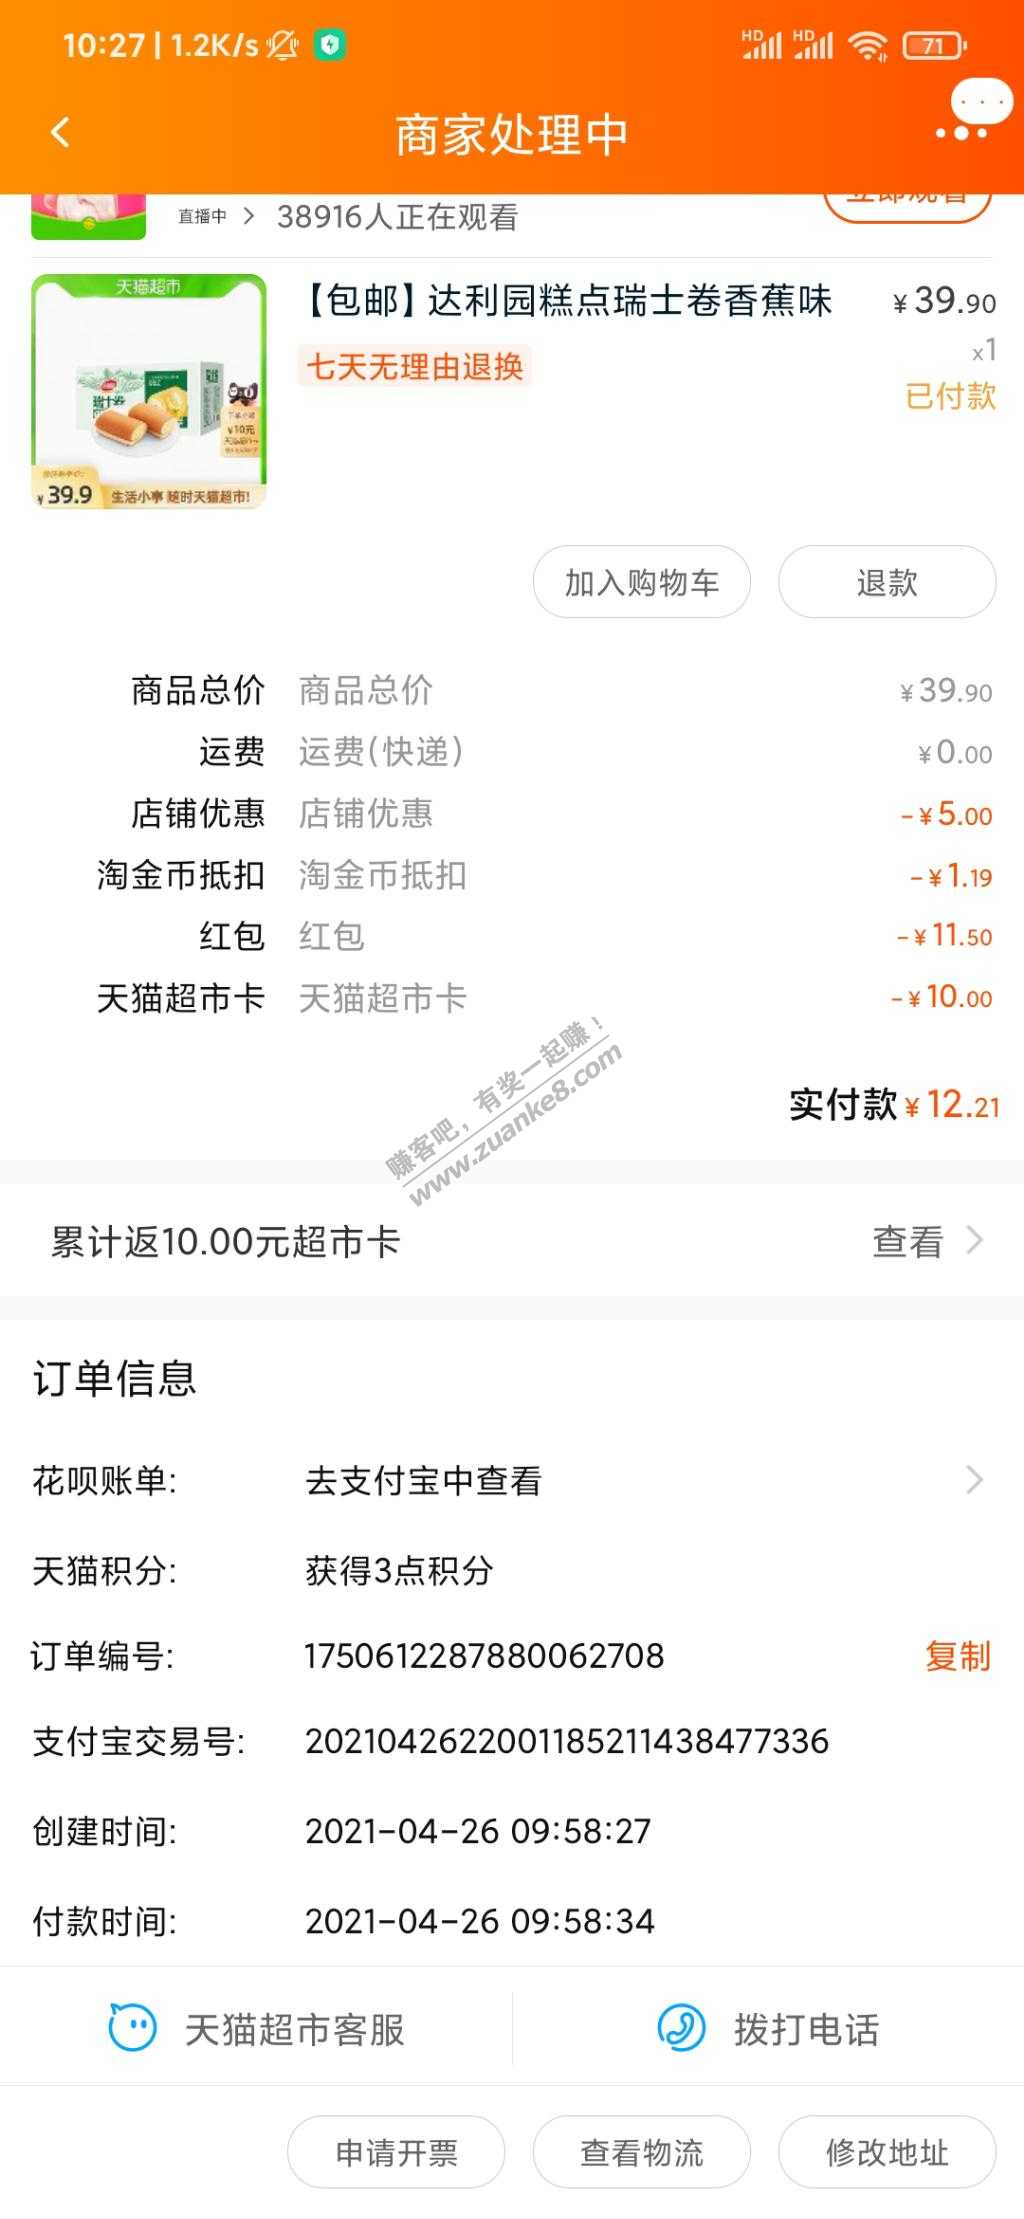 10:27 | 1.2K/s
HD HD 71
商家处理中
直播中 > 38916人正在观看
立即观看
天猫超市
¥39.9 生活小事 随时天猫超市!
【包邮】达利园糕点瑞士卷香蕉味 ¥39.90
x1
七天无理由退换
已付款
加入购物车 退款
商品总价 商品总价 ¥39.90
运费 运费(快递) ¥0.00
店铺优惠 店铺优惠 -¥5.00
淘金币抵扣 淘金币抵扣 -¥1.19
红包 红包 -¥11.50
天猫超市卡 天猫超市卡 -¥10.00
赚客吧，有奖一起赚！
www.zuanke8.com
实付款 ¥12.21
累计返10.00元超市卡 查看
订单信息
花呗账单: 去支付宝中查看
天猫积分: 获得3点积分
订单编号: 1750612287880062708 复制
支付宝交易号: 2021042622001185211438477336
创建时间: 2021-04-26 09:58:27
付款时间: 2021-04-26 09:58:34
天猫超市客服 拨打电话
申请开票 查看物流 修改地址